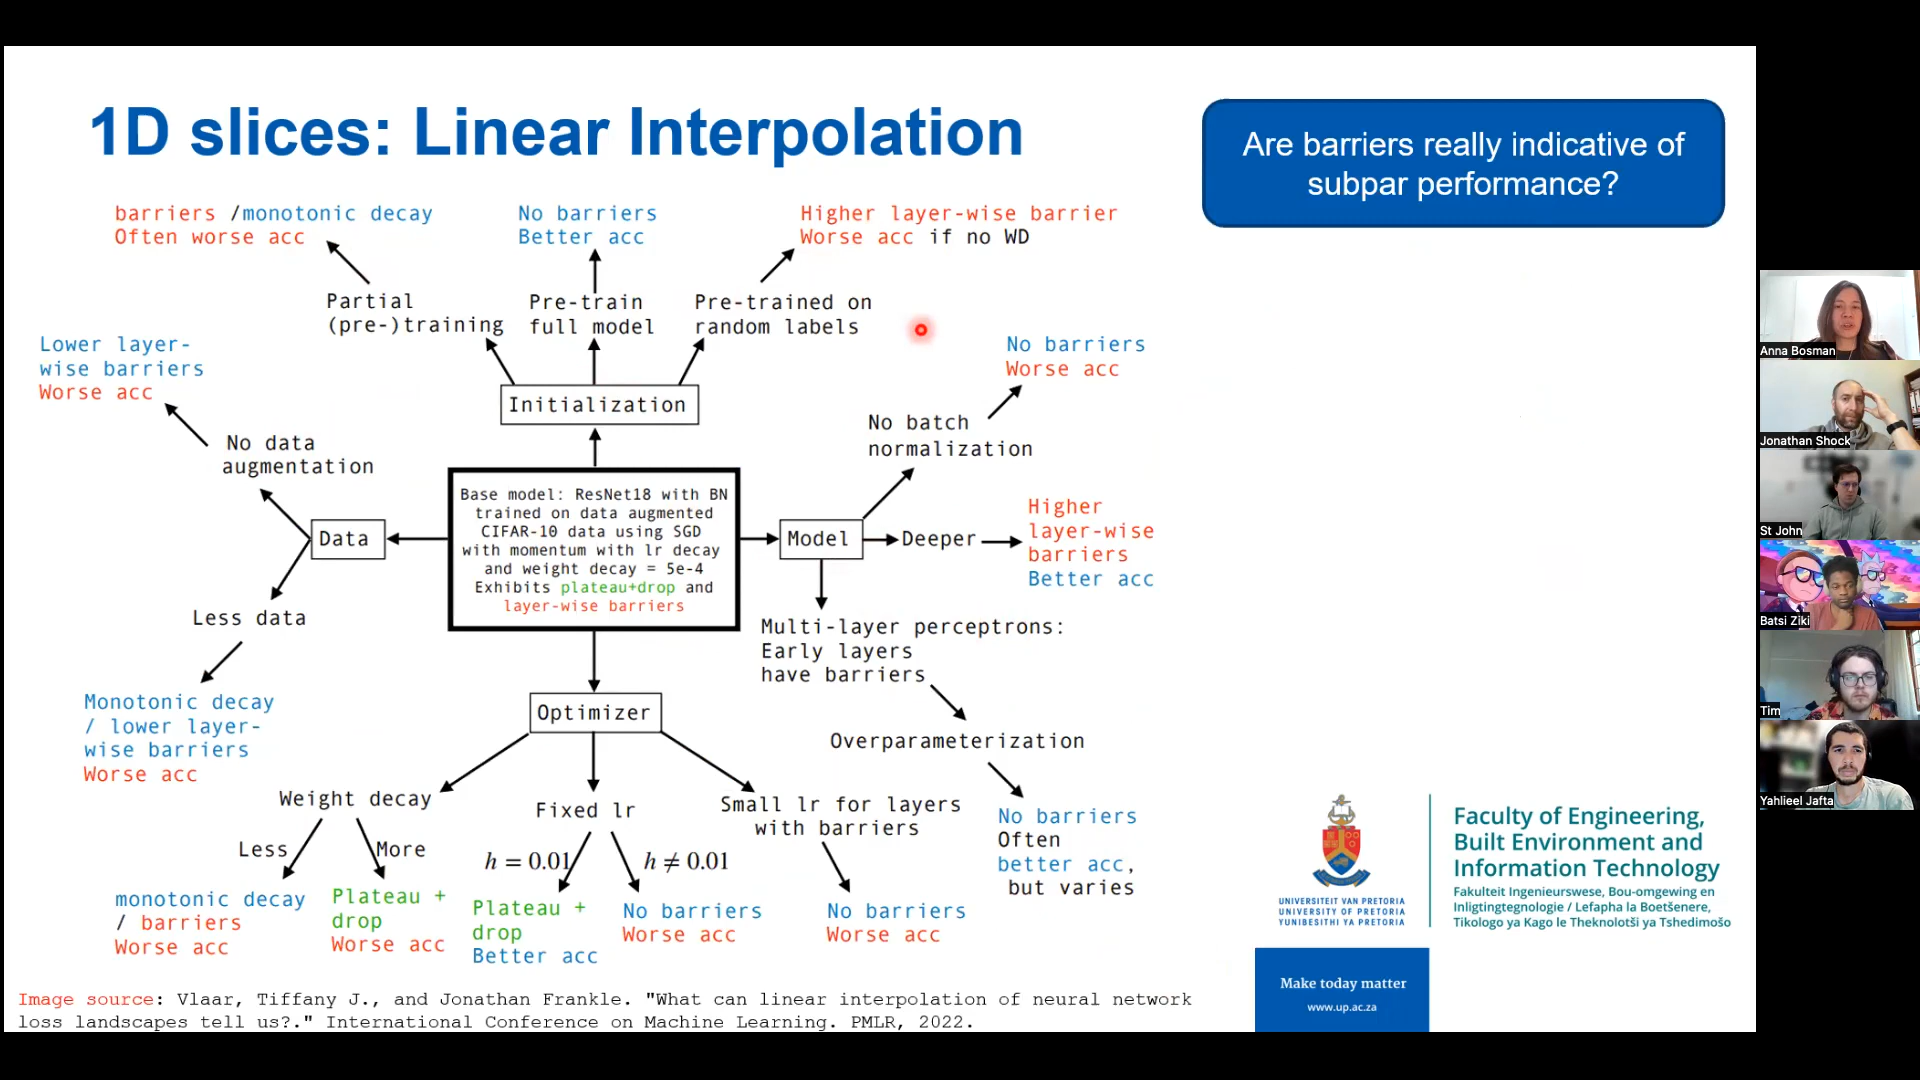 1D slices: Linear Interpolation
Are barriers really indicative of
subpar performance?
barriers /monotonic decay
Often worse acc
No barriers
Better acc
Higher layer-wise barrier
Worse acc if no WD
Partial
(pre-)training
Pre-train
full model
Pre-trained on
random labels
Lower layer-
wise barriers
Worse acc
No barriers
Worse acc
Initialization
No data
augmentation
No batch
normalization
Base model: ResNet18 with BN
trained on data augmented
CIFAR-10 data using SGD
with momentum with lr decay
and weight decay = 5e-4
Exhibits plateau+drop and
layer-wise barriers
Data
Model
Deeper
Higher
layer-wise
barriers
Better acc
Less data
Multi-layer perceptrons:
Early layers
have barriers
Monotonic decay
/ lower layer-
wise barriers
Worse acc
Optimizer
Overparameterization
Weight decay
Fixed lr
Small lr for layers
with barriers
No barriers
Often
better acc,
but varies
Less
More
h = 0.01
h ≠ 0.01
monotonic decay
/ barriers
Worse acc
Plateau +
drop
Worse acc
Plateau +
drop
Better acc
No barriers
Worse acc
No barriers
Worse acc
Image source: Vlaar, Tiffany J., and Jonathan Frankle. "What can linear interpolation of neural network
loss landscapes tell us?." International Conference on Machine Learning. PMLR, 2022.
UNIVERSITEIT VAN PRETORIA
UNIVERSITY OF PRETORIA
YUNIBESITHI YA PRETORIA
Faculty of Engineering,
Built Environment and
Information Technology
Fakulteit Ingenieurswese, Bou-omgewing en
Inligtingtegnologie / Lefapha la Boetšenere,
Tikologo ya Kago le Theknolotši ya Tshedimošo
Make today matter
www.up.ac.za
Anna Bosman
Jonathan Shock
St John
Batsi Ziki
Tim
Yahlieel Jafta